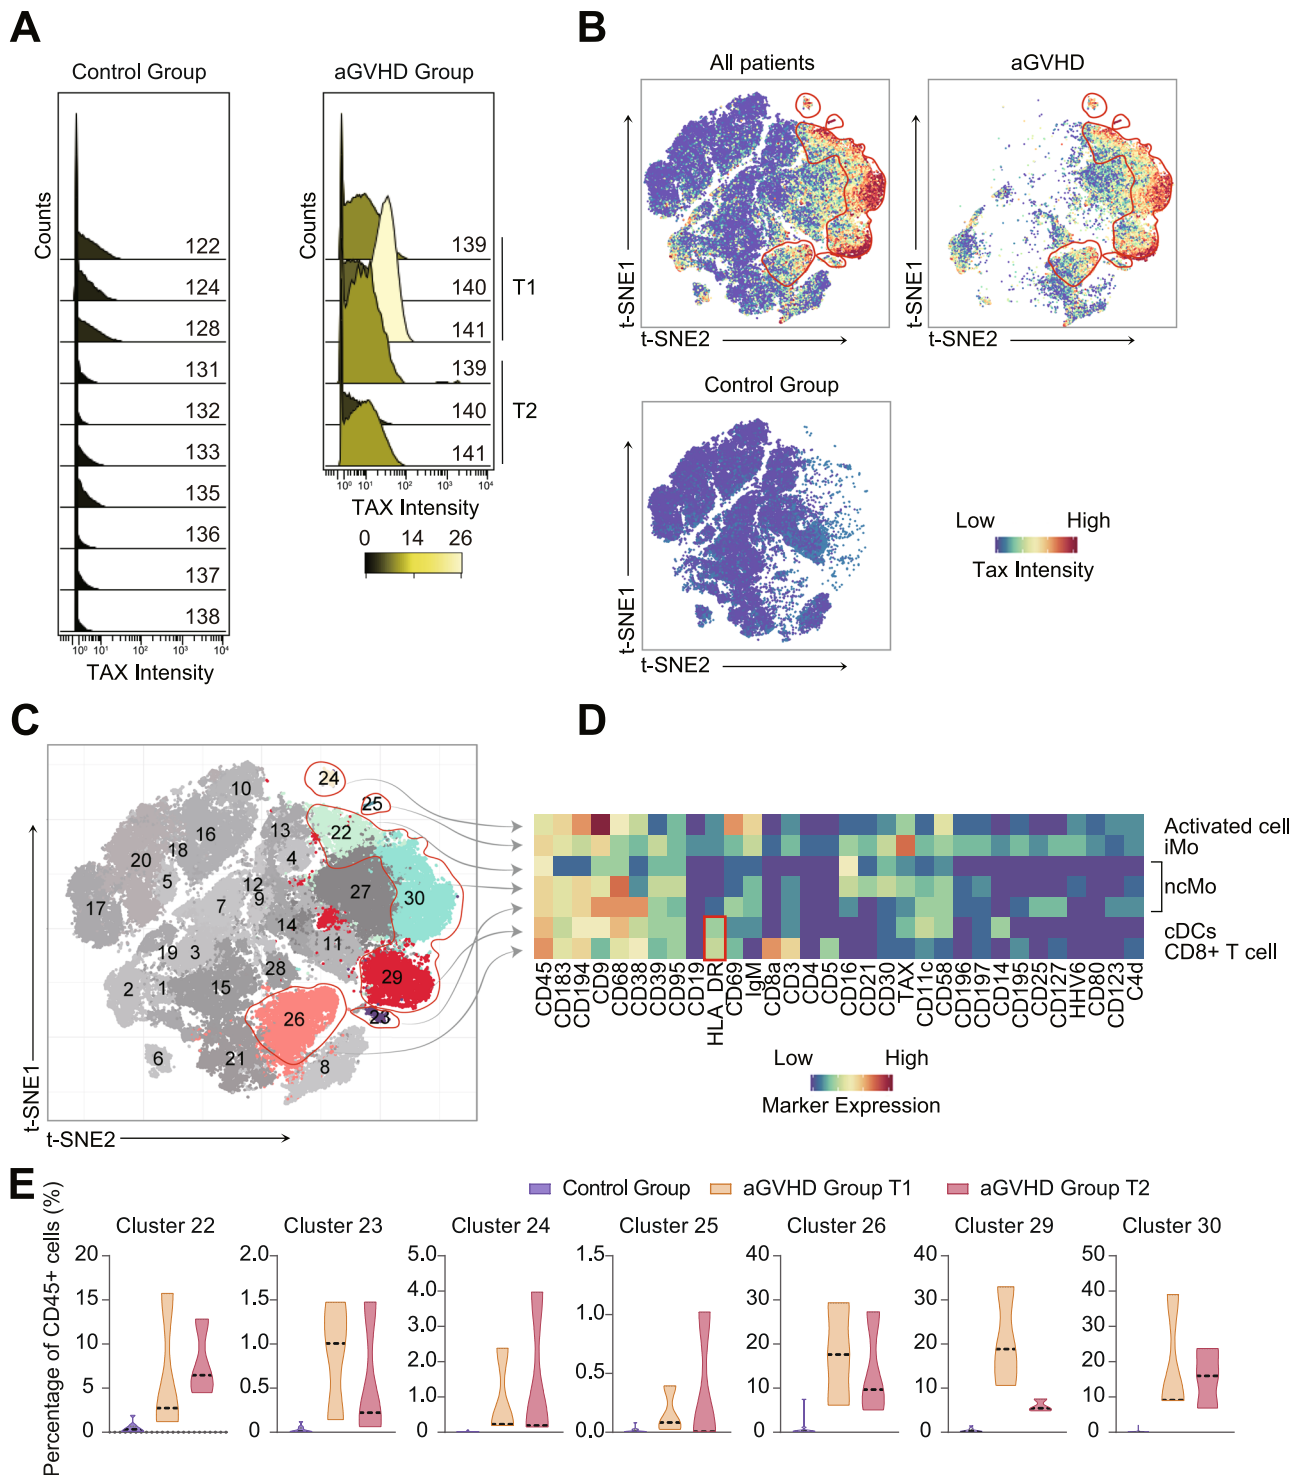 A
Control Group
Counts
122
124
128
131
132
133
135
136
137
138
10⁰ 10¹ 10² 10³ 10⁴
TAX Intensity
aGVHD Group
Counts
139
140
141
T1
139
140
141
T2
10⁰ 10¹ 10² 10³ 10⁴
TAX Intensity
0 14 26
B
All patients
t-SNE1
t-SNE2
aGVHD
t-SNE1
t-SNE2
Control Group
t-SNE1
t-SNE2
Low High
Tax Intensity
C
24
25
10
13
22
16
18
4
20
5
12
9
27
30
17
7
14
11
19
3
28
29
2
1
15
26
23
6
21
8
t-SNE1
t-SNE2
D
Activated cell
iMo
ncMo
cDCs
CD8+ T cell
CD45
CD183
CD194
CD9
CD68
CD38
CD39
CD95
CD19
HLA_DR
CD69
IgM
CD8a
CD3
CD4
CD5
CD16
CD21
CD30
TAX
CD11c
CD58
CD196
CD197
CD14
CD195
CD25
CD127
HHV6
CD80
CD123
C4d
Low High
Marker Expression
E
Control Group aGVHD Group T1 aGVHD Group T2
Percentage of CD45+ cells (%)
Cluster 22
20
15
10
5
0
Cluster 23
2.0
1.5
1.0
0.5
0
Cluster 24
5.0
4.0
3.0
2.0
1.0
0
Cluster 25
1.5
1.0
0.5
0.0
Cluster 26
40
30
20
10
0
Cluster 29
40
30
20
10
0
Cluster 30
50
40
30
20
10
0